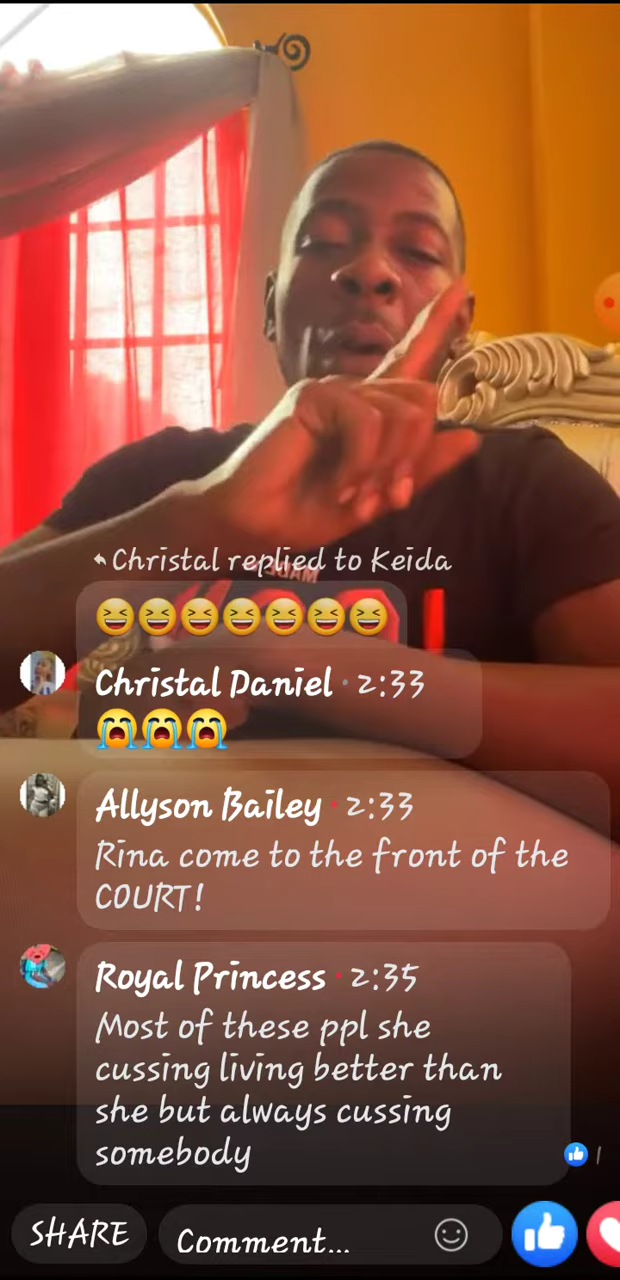 Christal replied to Keida
😆😆😆😆😆😆😆
Christal Daniel · 2:33
😭😭😭
Allyson Bailey · 2:33
Rina come to the front of the
COURT!
Royal Princess · 2:35
Most of these ppl she
cussing living better than
she but always cussing
somebody
1
SHARE
Comment...